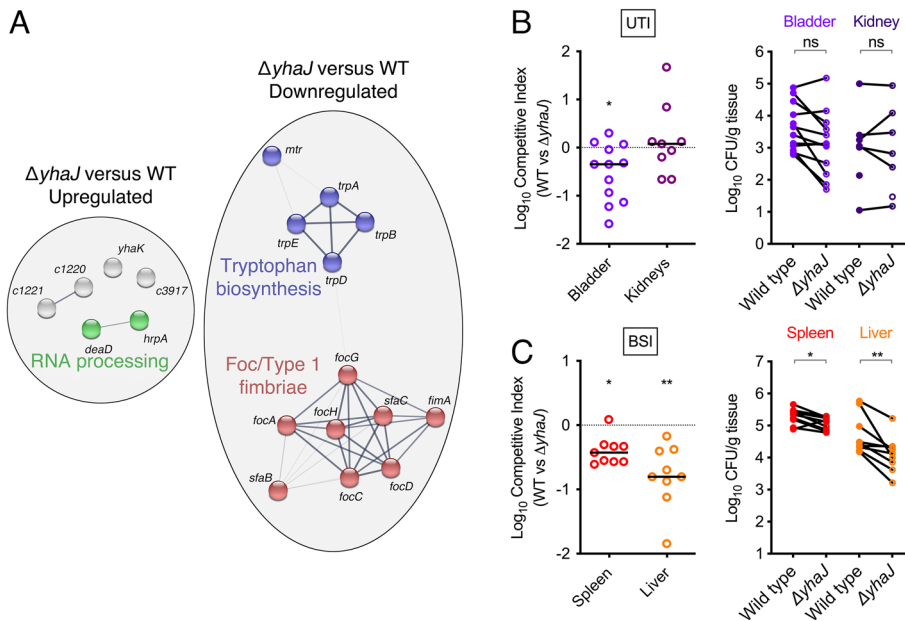 A
ΔyhaJ versus WT
Upregulated
yhaK
c1220
c1221
c3917
hrpA
deaD
RNA processing
ΔyhaJ versus WT
Downregulated
mtr
trpA
trpE
trpB
trpD
Tryptophan
biosynthesis
Foc/Type 1
fimbriae
focG
sfaC
fimA
focA
focH
sfaB
focC
focD
B
UTI
Log10 Competitive Index
(WT vs ΔyhaJ)
2
1
0
-1
-2
*
Bladder
Kidneys
Bladder
Kidney
ns
ns
Log10 CFU/g tissue
6
5
4
3
2
1
0
Wild type
ΔyhaJ
Wild type
ΔyhaJ
C
BSI
Log10 Competitive Index
(WT vs ΔyhaJ)
1
0
-1
-2
*
**
Spleen
Liver
Spleen
Liver
*
**
Log10 CFU/g tissue
7
6
5
4
3
2
Wild type
ΔyhaJ
Wild type
ΔyhaJ